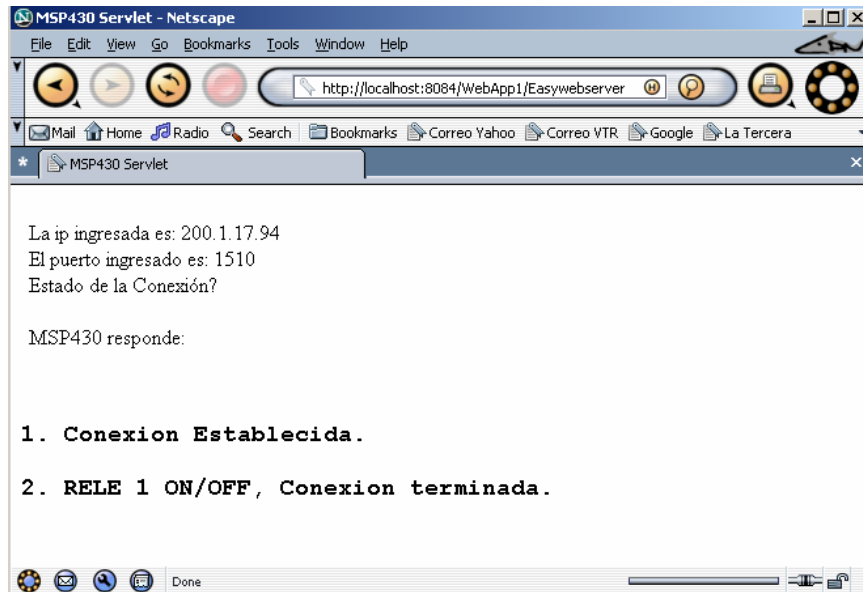 MSP430 Servlet - Netscape
File Edit View Go Bookmarks Tools Window Help
http://localhost:8084/WebApp1/Easywebserver
Mail Home Radio Search Bookmarks Correo Yahoo Correo VTR Google La Tercera
MSP430 Servlet
La ip ingresada es: 200.1.17.94
El puerto ingresado es: 1510
Estado de la Conexión?
MSP430 responde:
1. Conexion Establecida.
2. RELE 1 ON/OFF, Conexion terminada.
Done